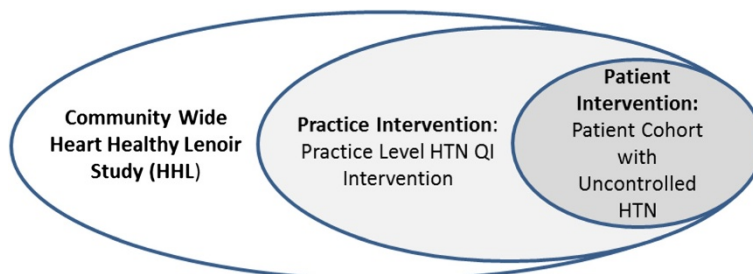 Community Wide
Heart Healthy Lenoir
Study (HHL)
Practice Intervention:
Practice Level HTN QI
Intervention
Patient
Intervention:
Patient Cohort
with
Uncontrolled
HTN